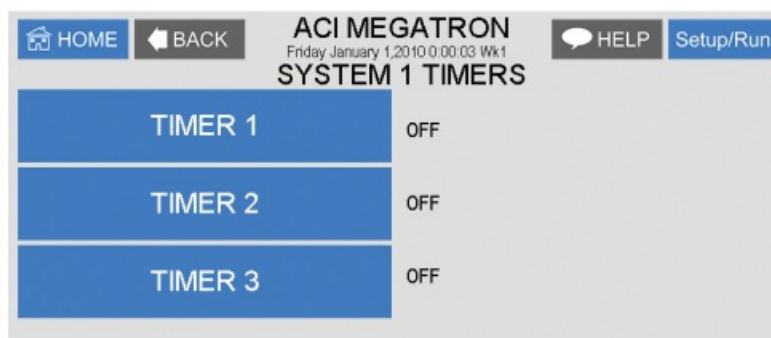 HOME BACK ACI MEGATRON HELP Setup/Run
Friday January 1,2010 0:00:03 Wk1
SYSTEM 1 TIMERS
TIMER 1 OFF
TIMER 2 OFF
TIMER 3 OFF